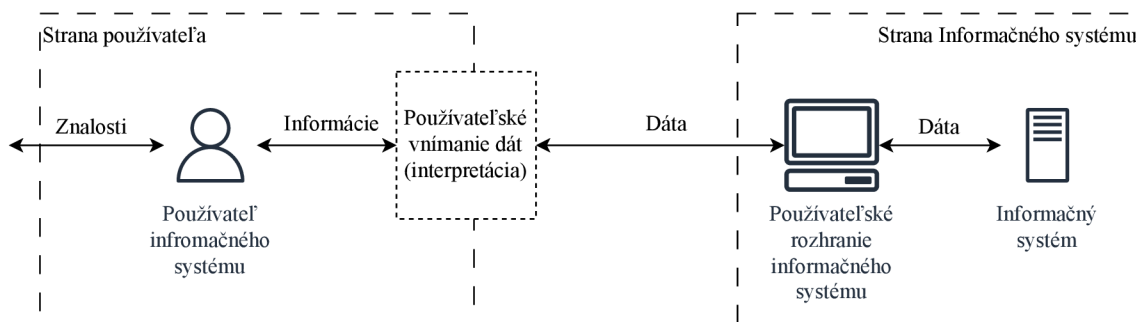 Strana používateľa
Strana Informačného systému
Znalosti
Informácie
Používateľské
vnímanie dát
(interpretácia)
Dáta
Dáta
Používateľ
infromačného
systému
Používateľské
rozhranie
informačného
systému
Informačný
systém